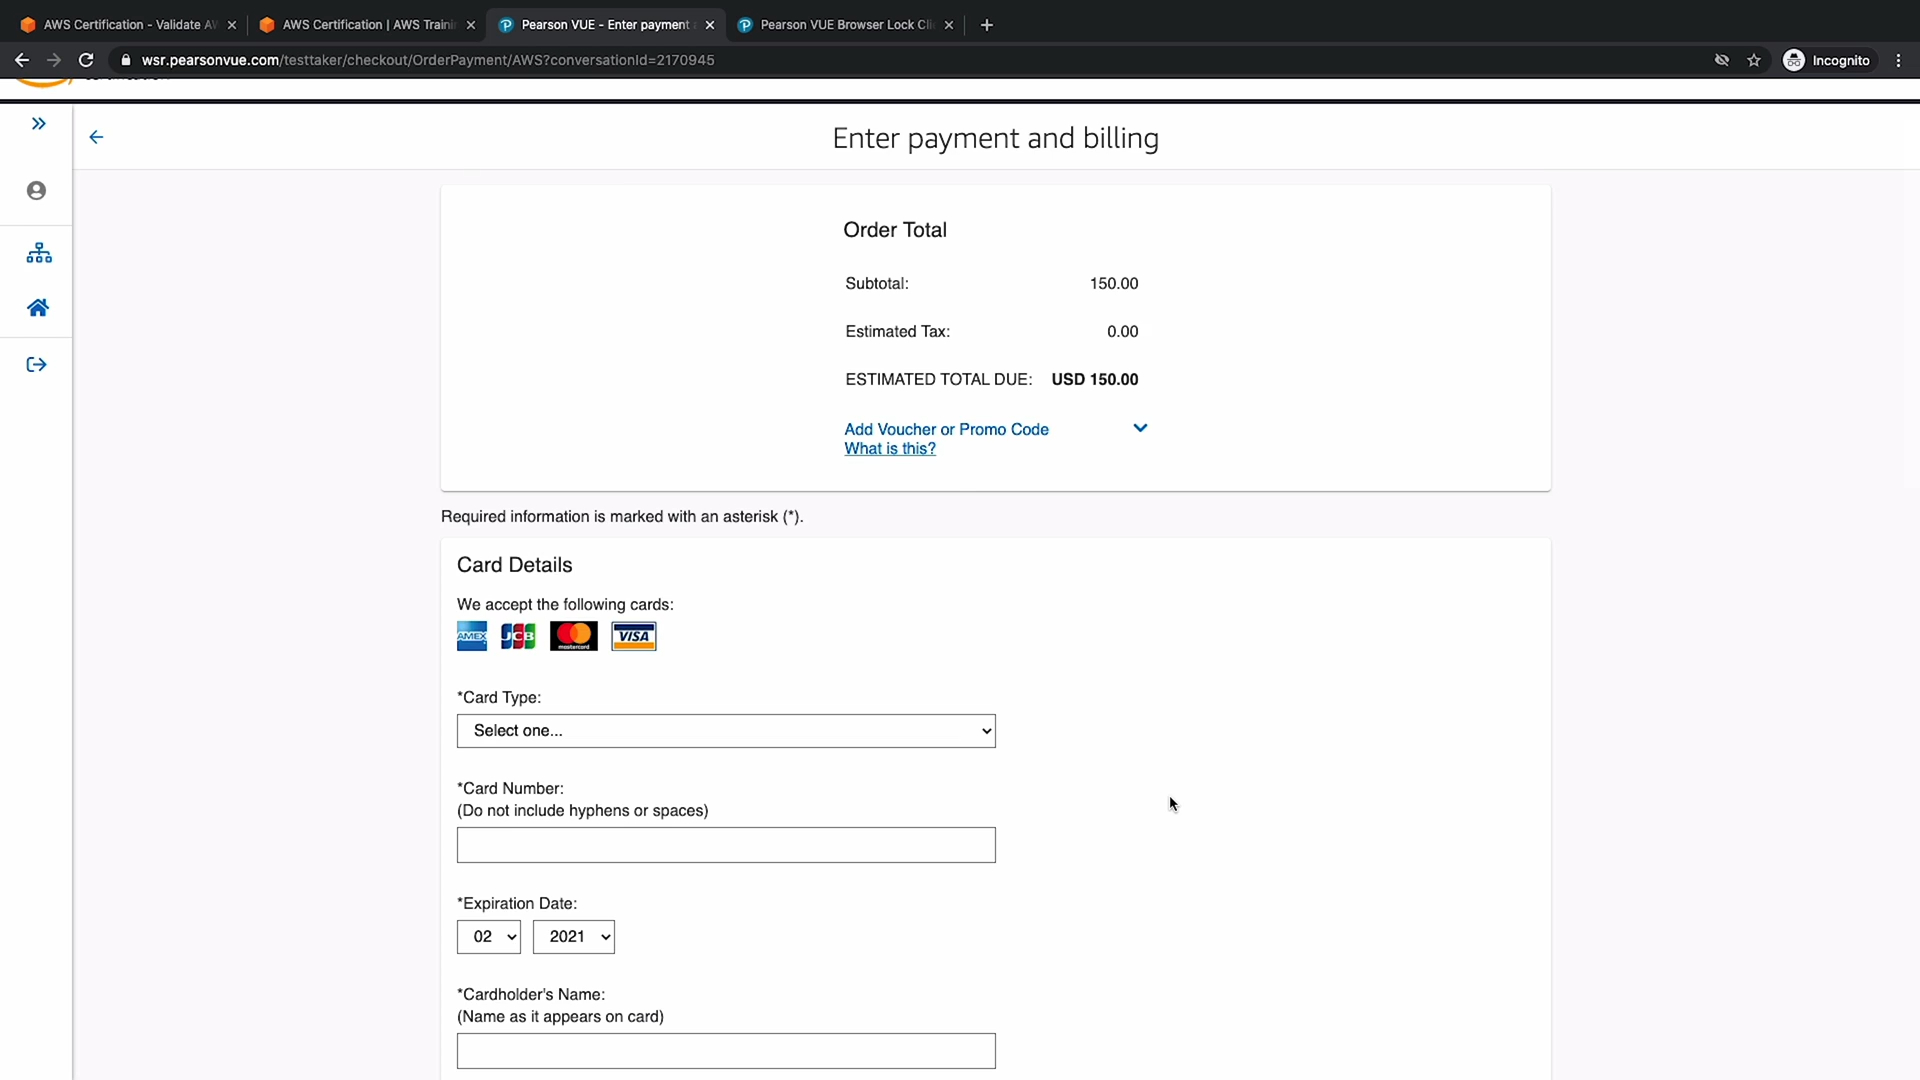 AWS Certification - Validate AW
AWS Certification | AWS Traini
Pearson VUE - Enter payment a
Pearson VUE Browser Lock Cli
wsr.pearsonvue.com/testtaker/checkout/OrderPayment/AWS?conversationId=2170945
Incognito
Enter payment and billing
Order Total
Subtotal: 150.00
Estimated Tax: 0.00
ESTIMATED TOTAL DUE: USD 150.00
Add Voucher or Promo Code
What is this?
Required information is marked with an asterisk (*).
Card Details
We accept the following cards:
AMEX JCB mastercard VISA
*Card Type:
Select one...
*Card Number:
(Do not include hyphens or spaces)
*Expiration Date:
02 2021
*Cardholder's Name:
(Name as it appears on card)